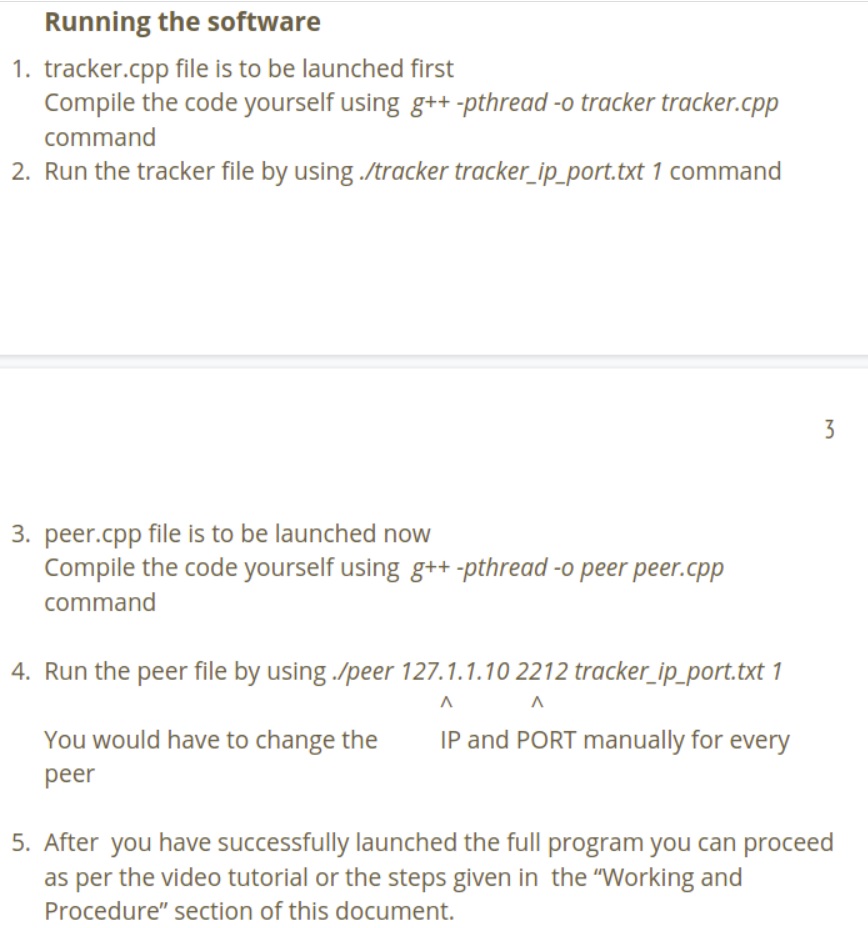 Running the software
1. tracker.cpp file is to be launched first
Compile the code yourself using g++ -pthread -o tracker tracker.cpp
command
2. Run the tracker file by using ./tracker tracker_ip_port.txt 1 command
3
3. peer.cpp file is to be launched now
Compile the code yourself using g++ -pthread -o peer peer.cpp
command
4. Run the peer file by using ./peer 127.1.1.10 2212 tracker_ip_port.txt 1
^ ^
You would have to change the IP and PORT manually for every
peer
5. After you have successfully launched the full program you can proceed
as per the video tutorial or the steps given in the “Working and
Procedure” section of this document.